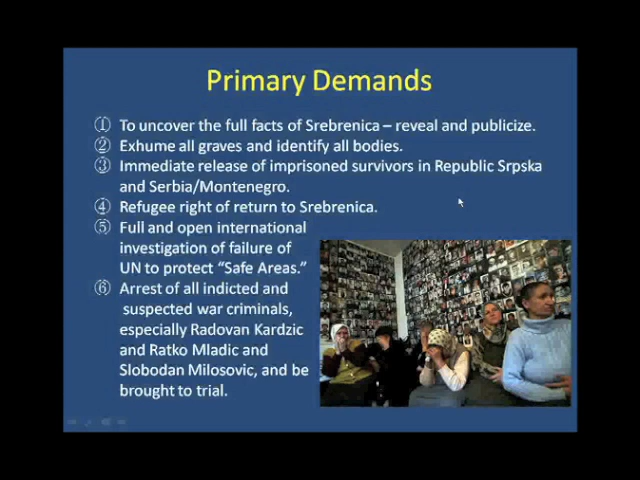 Primary Demands
① To uncover the full facts of Srebrenica – reveal and publicize.
② Exhume all graves and identify all bodies.
③ Immediate release of imprisoned survivors in Republic Srpska
and Serbia/Montenegro.
④ Refugee right of return to Srebrenica.
⑤ Full and open international
investigation of failure of
UN to protect “Safe Areas.”
⑥ Arrest of all indicted and
suspected war criminals,
especially Radovan Kardzic
and Ratko Mladic and
Slobodan Milosovic, and be
brought to trial.